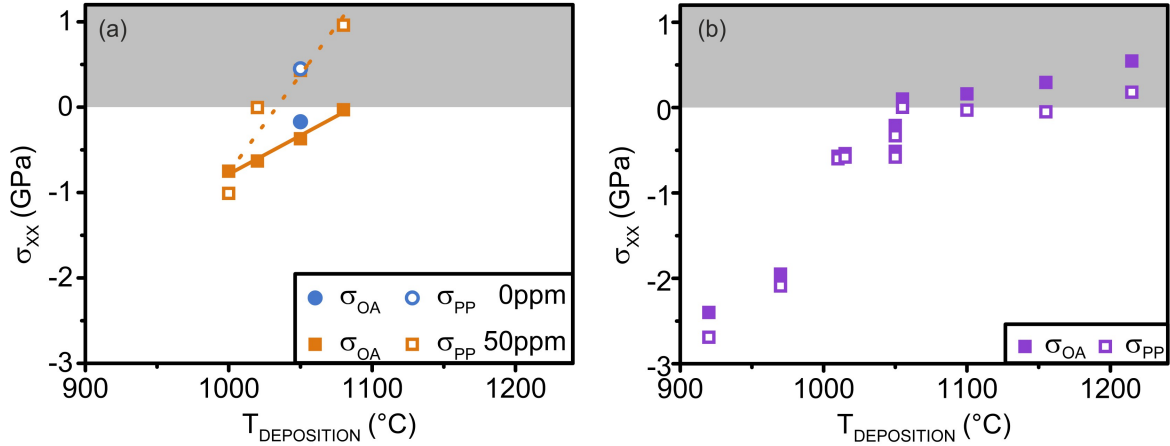 (a)
1
0
-1
-2
-3
σXX (GPa)
σOA σPP 0ppm
σOA σPP 50ppm
900 1000 1100 1200
TDEPOSITION (°C)
(b)
1
0
-1
-2
-3
σXX (GPa)
σOA σPP
900 1000 1100 1200
TDEPOSITION (°C)